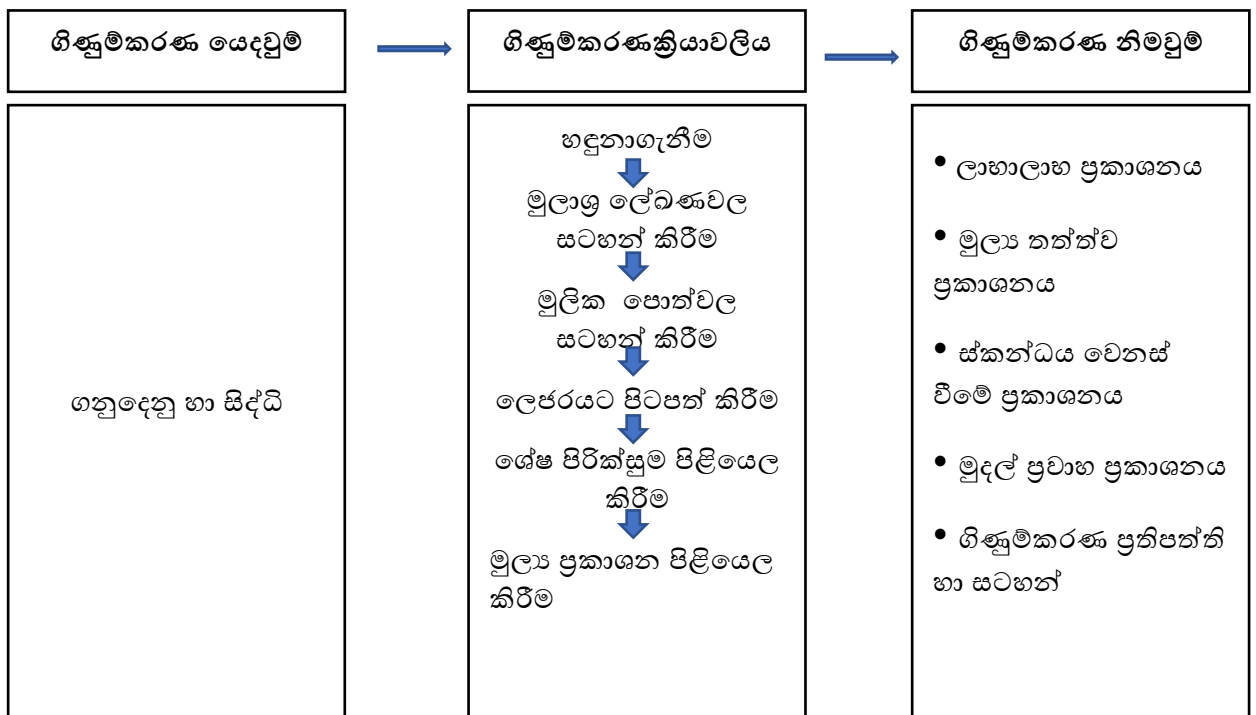 ගිණුම්කරණ යෙදවුම්
ගිණුම්කරණක්‍රියාවලිය
ගිණුම්කරණ නිමවුම්
ගනුදෙනු හා සිද්ධි
හඳුනාගැනීම
මුලාශ්‍ර ලේඛණවල
සටහන් කිරීම
මුලික පොත්වල
සටහන් කිරීම
ලෙජරයට පිටපත් කිරීම
ශේෂ පිරික්සුම පිළියෙල
කිරීම
මුල්‍ය ප්‍රකාශන පිළියෙල
කිරීම
• ලාභාලාභ ප්‍රකාශනය
• මුල්‍ය තත්ත්ව
ප්‍රකාශනය
• ස්කන්ධය වෙනස්
වීමේ ප්‍රකාශනය
• මුදල් ප්‍රවාහ ප්‍රකාශනය
• ගිණුම්කරණ ප්‍රතිපත්ති
හා සටහන්